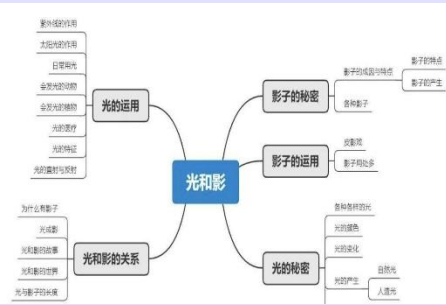 光和影
光的运用
紫外线的作用
太阳光的作用
日常用光
会发光的动物
会发光的植物
光的医疗
光的特征
光的直射与反射
光和影的关系
为什么有影子
光成影
光和影的故事
光和影的世界
光与影子的长度
影子的秘密
影子的成因与特点
影子的特点
影子的产生
各种影子
影子的运用
皮影戏
影子用处多
光的秘密
各种各样的光
光的颜色
光的变化
光的产生
自然光
人造光